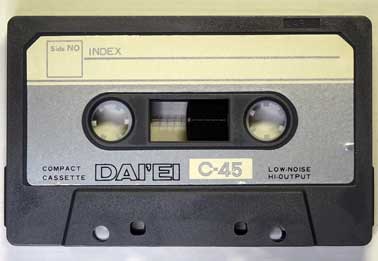 Side NO
INDEX
COMPACT
CASSETTE
DAI'EI
C-45
LOW-NOISE
HI-OUTPUT